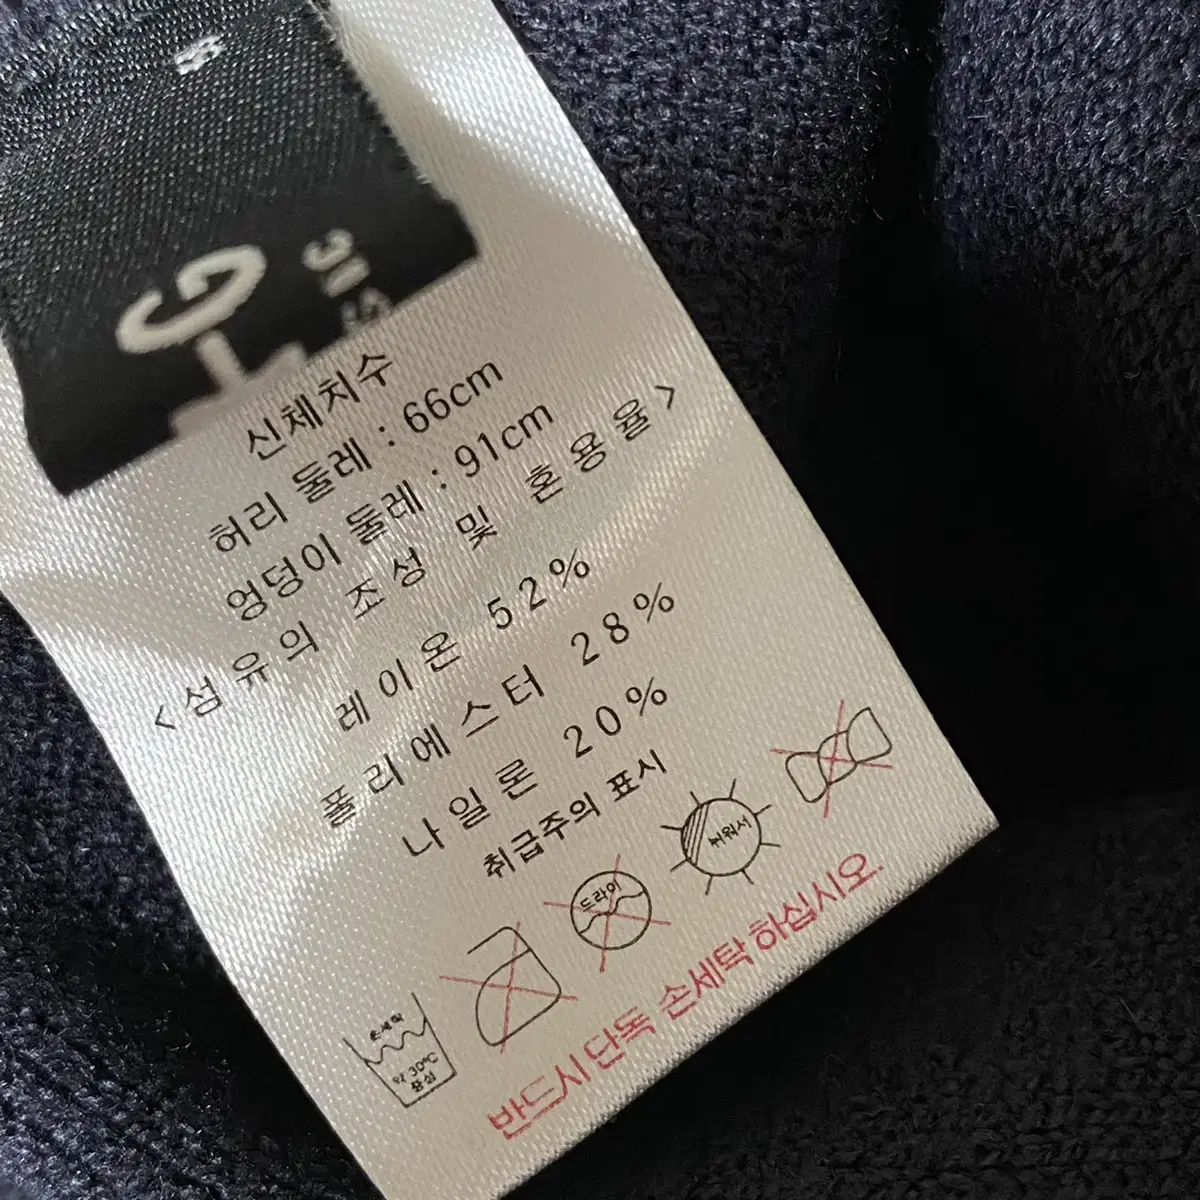 신체치수
허리 둘레 : 66cm
엉덩이 둘레 : 91cm
<섬유의 조성 및 혼용율>
레이온 52%
폴리에스터 28%
나일론 20%
취급주의 표시
손세탁
약 30℃
중성
드라이
뉘워서
반드시 단독 손세탁 하십시오.